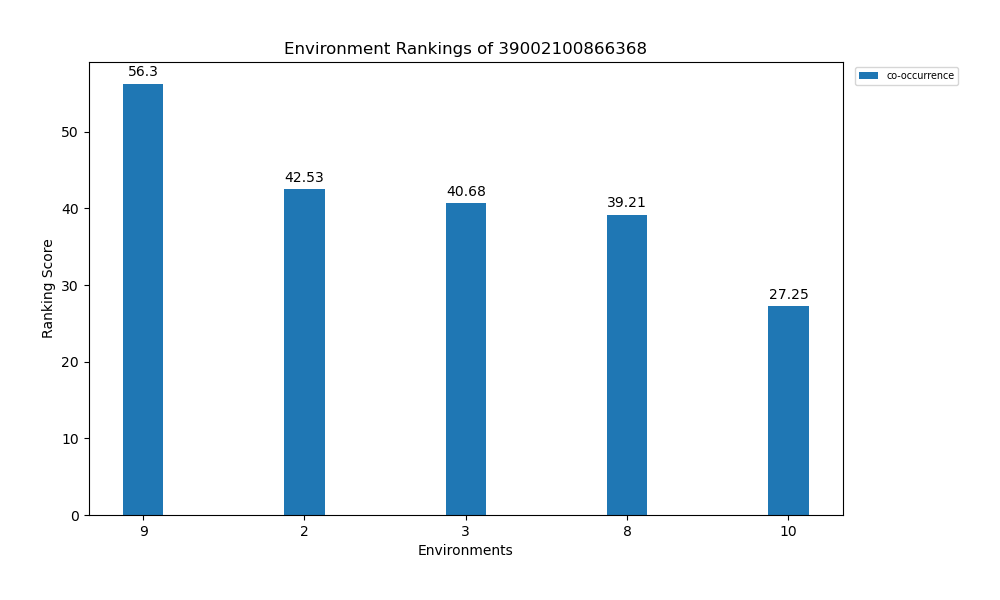 Environment Rankings of 39002100866368
co-occurrence
56.3
42.53
40.68
39.21
27.25
Ranking Score
50
40
30
20
10
0
9 2 3 8 10
Environments